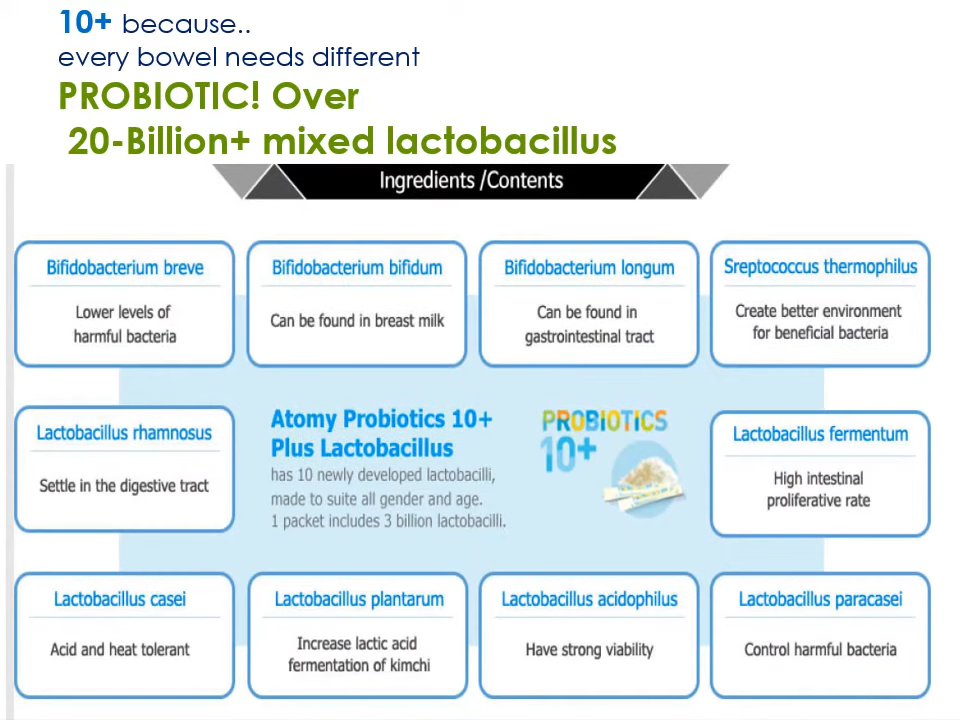 10+ because..
every bowel needs different
PROBIOTIC! Over
20-Billion+ mixed lactobacillus
Ingredients /Contents
Bifidobacterium breve
Lower levels of
harmful bacteria
Bifidobacterium bifidum
Can be found in breast milk
Bifidobacterium longum
Can be found in
gastrointestinal tract
Sreptococcus thermophilus
Create better environment
for beneficial bacteria
Lactobacillus rhamnosus
Settle in the digestive tract
Atomy Probiotics 10+
Plus Lactobacillus
has 10 newly developed lactobacilli,
made to suite all gender and age.
1 packet includes 3 billion lactobacilli.
PROBIOTICS
10+
Lactobacillus fermentum
High intestinal
proliferative rate
Lactobacillus casei
Acid and heat tolerant
Lactobacillus plantarum
Increase lactic acid
fermentation of kimchi
Lactobacillus acidophilus
Have strong viability
Lactobacillus paracasei
Control harmful bacteria